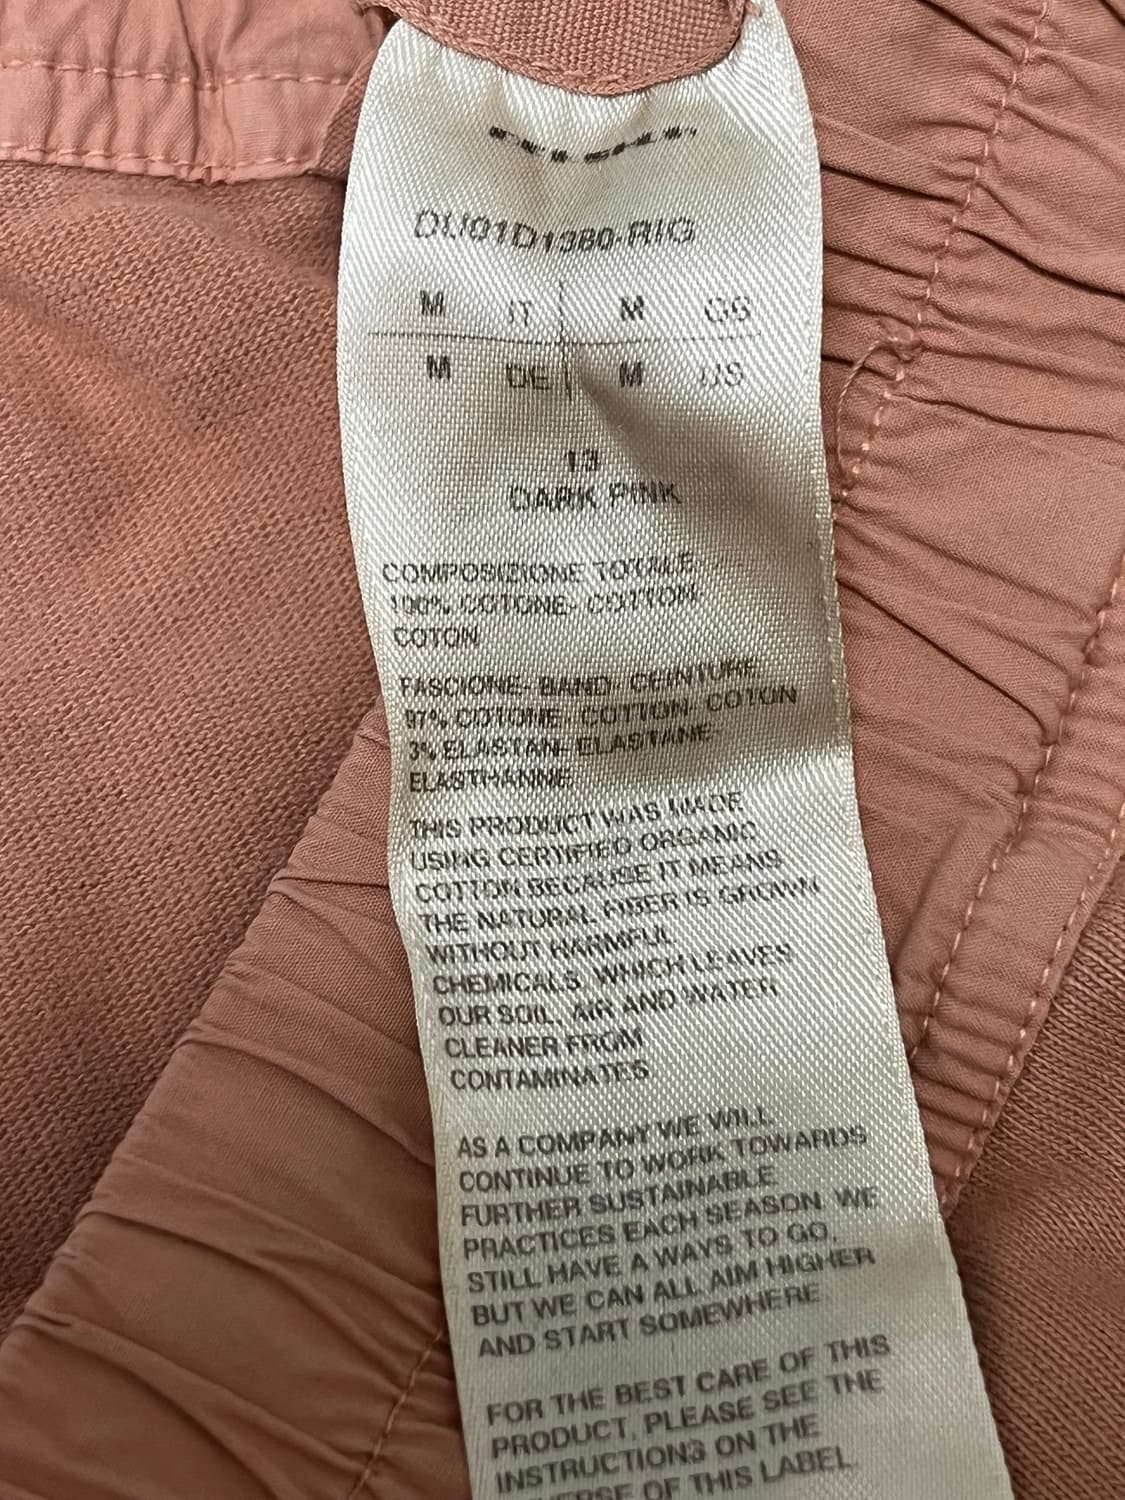 DU01D1380-RIG
M IT M GB
M DE M US
13
DARK PINK
COMPOSIZIONE TOTALE
100% COTONE- COTTON-
COTON
FASCIONE- BAND- CEINTURE
97% COTONE- COTTON- COTON
3% ELASTAN- ELASTANE-
ELASTHANNE
THIS PRODUCT WAS MADE
USING CERTIFIED ORGANIC
COTTON BECAUSE IT MEANS
THE NATURAL FIBER IS GROWN
WITHOUT HARMFUL
CHEMICALS, WHICH LEAVES
OUR SOIL, AIR AND WATER
CLEANER FROM
CONTAMINATES
AS A COMPANY WE WILL
CONTINUE TO WORK TOWARDS
FURTHER SUSTAINABLE
PRACTICES EACH SEASON. WE
STILL HAVE A WAYS TO GO,
BUT WE CAN ALL AIM HIGHER
AND START SOMEWHERE.
FOR THE BEST CARE OF THIS
PRODUCT, PLEASE SEE THE
INSTRUCTIONS ON THE
OF THIS LABEL